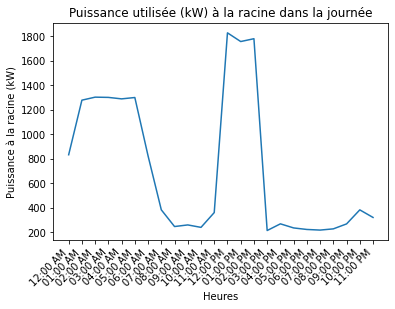 Puissance utilisée (kW) à la racine dans la journée
Puissance à la racine (kW)
1800
1600
1400
1200
1000
800
600
400
200
12:00 AM
01:00 AM
02:00 AM
03:00 AM
04:00 AM
05:00 AM
06:00 AM
07:00 AM
08:00 AM
09:00 AM
10:00 AM
11:00 AM
12:00 PM
01:00 PM
02:00 PM
03:00 PM
04:00 PM
05:00 PM
06:00 PM
07:00 PM
08:00 PM
09:00 PM
10:00 PM
11:00 PM
Heures